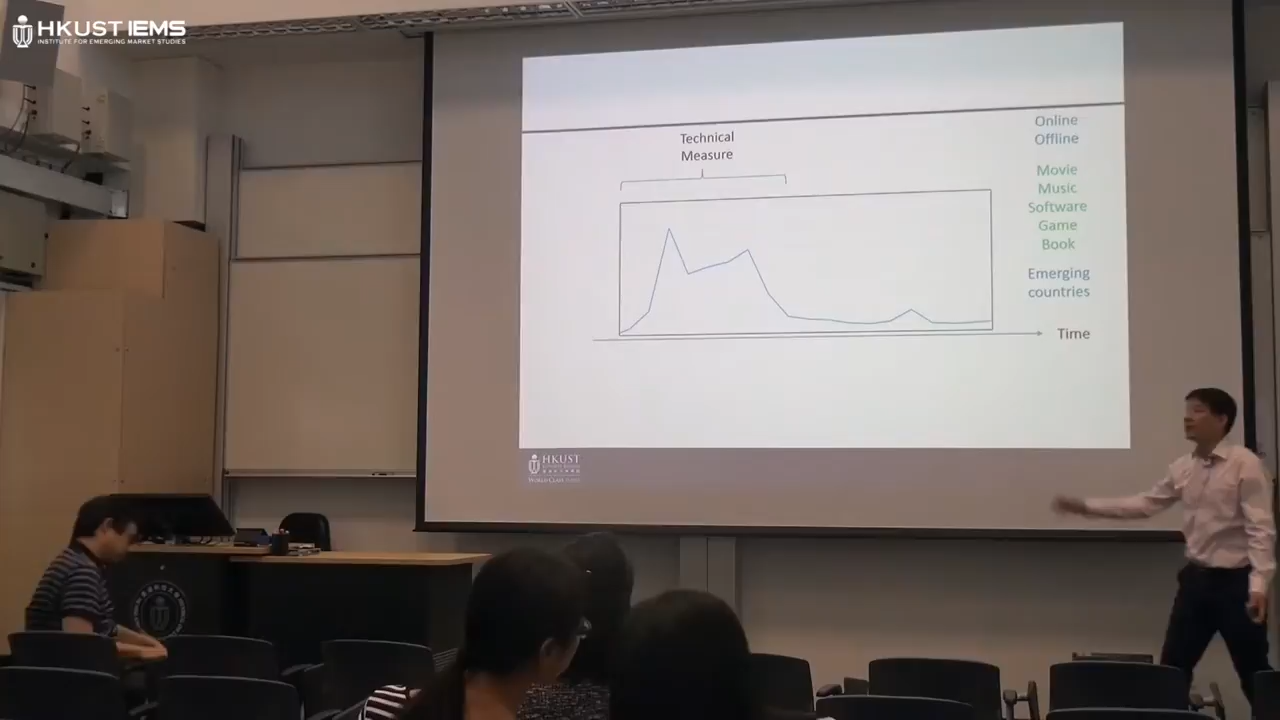 HKUST IEMS
INSTITUTE FOR EMERGING MARKET STUDIES
Technical
Measure
Online
Offline
Movie
Music
Software
Game
Book
Emerging
countries
Time
HKUST